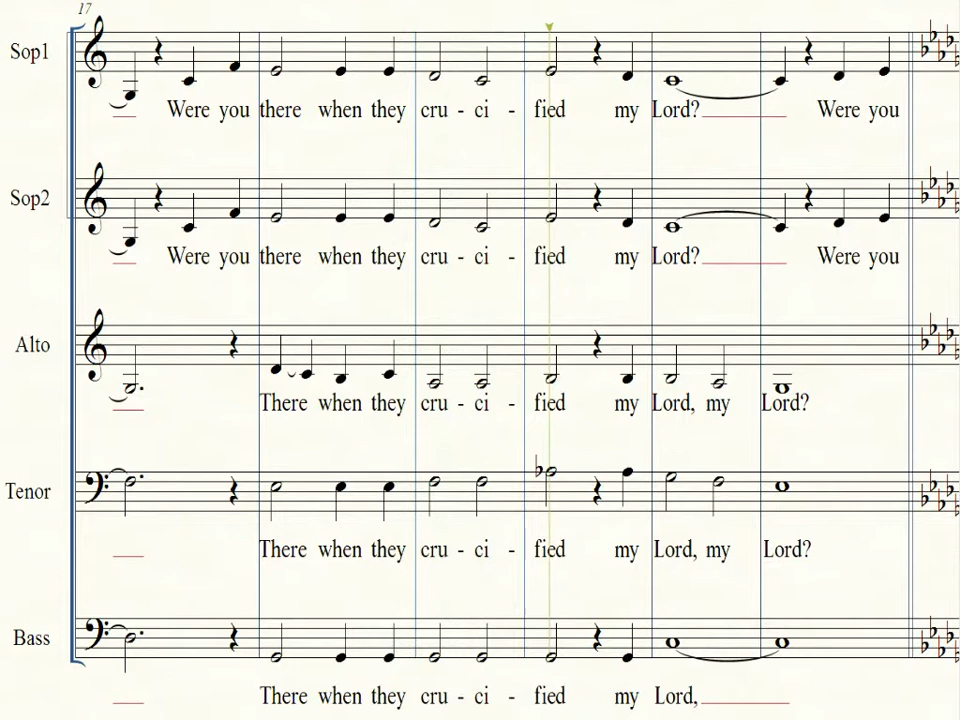 17
Sop1
Were you there when they cru - ci - fied my Lord? Were you
Sop2
Were you there when they cru - ci - fied my Lord? Were you
Alto
There when they cru - ci - fied my Lord, my Lord?
Tenor
There when they cru - ci - fied my Lord, my Lord?
Bass
There when they cru - ci - fied my Lord,